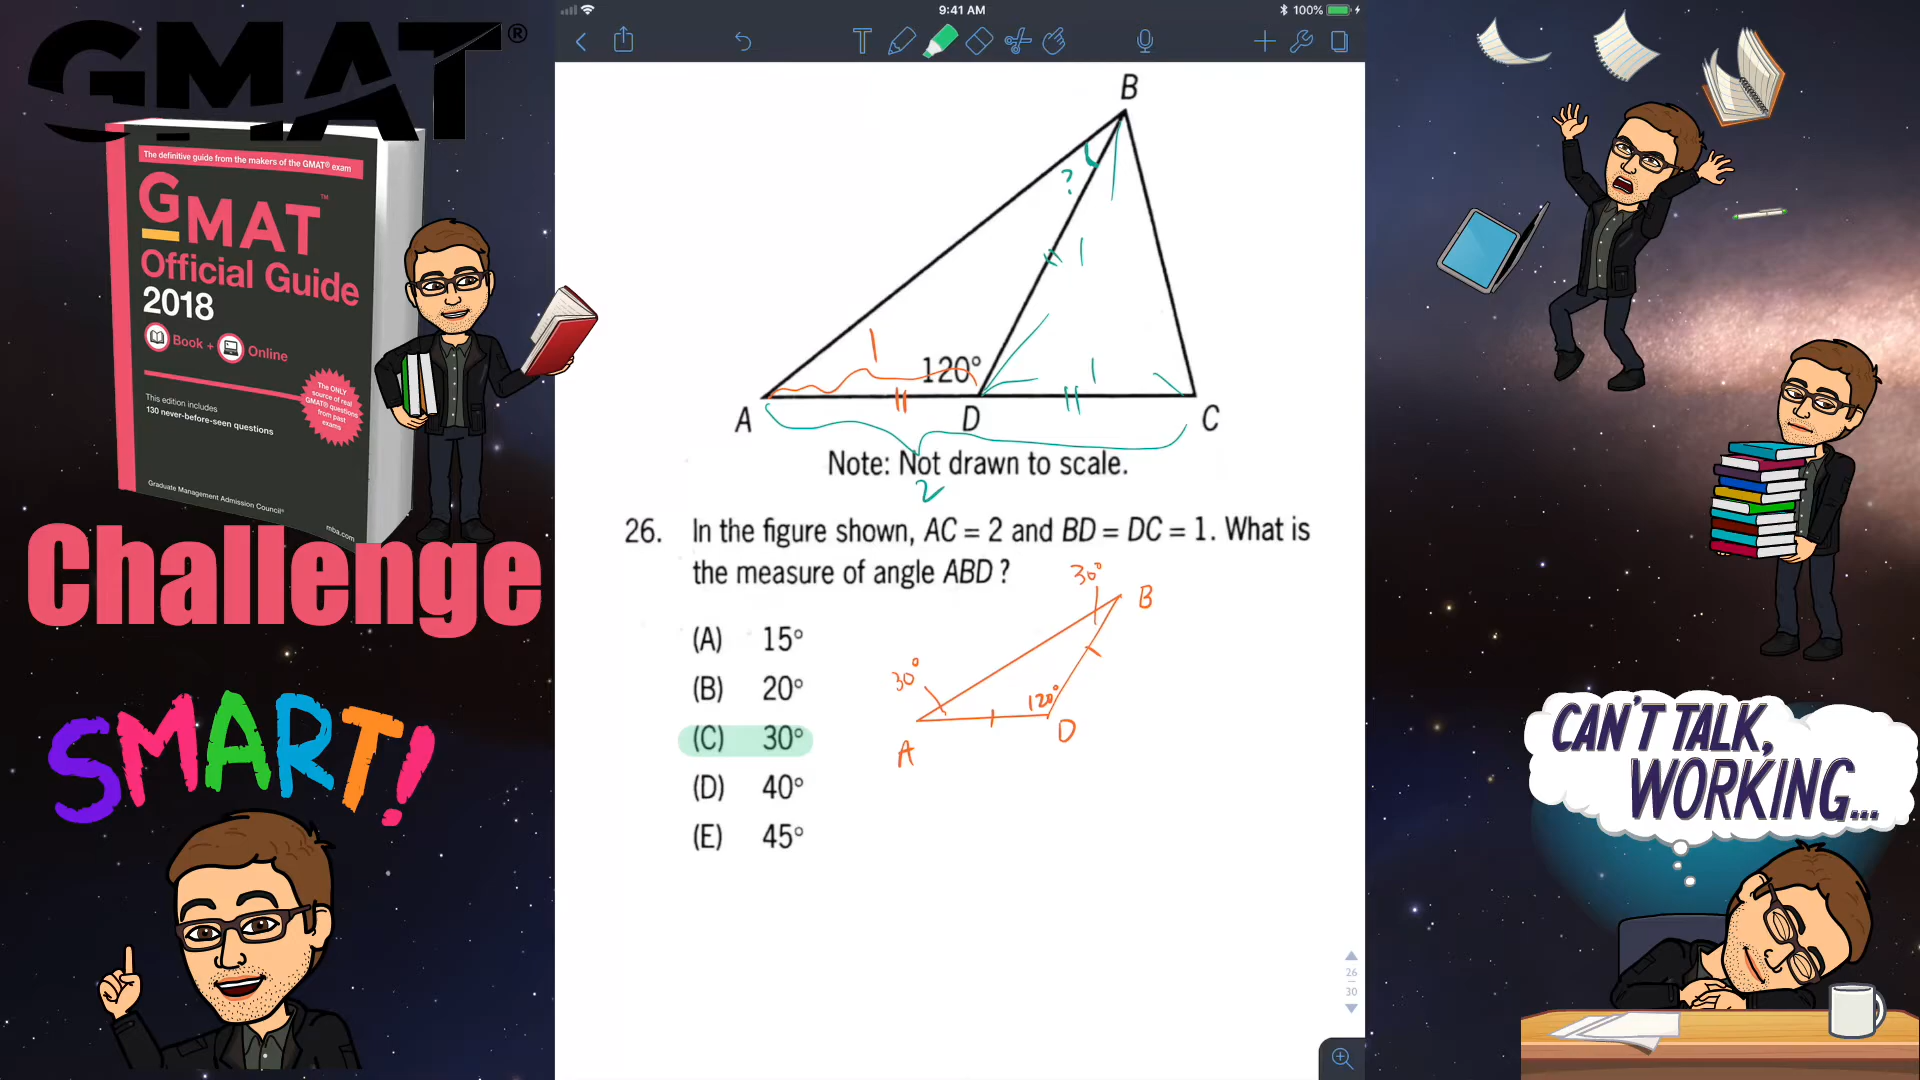 GMAT®
The definitive guide from the makers of the GMAT® exam
GMAT™
Official Guide
2018
Book + Online
This edition includes
130 never-before-seen questions
The ONLY
source of real
GMAT® questions
from past
exams
Graduate Management Admission Council®
mba.com
Challenge
SMART!
9:41 AM
100%
T
B
?
1
1
120°
1
A
D
C
Note: Not drawn to scale.
2
26. In the figure shown, AC = 2 and BD = DC = 1. What is
the measure of angle ABD ?
30°
B
(A) 15°
(B) 20°
(C) 30°
(D) 40°
(E) 45°
30°
120°
D
A
26
30
CAN'T TALK,
WORKING...